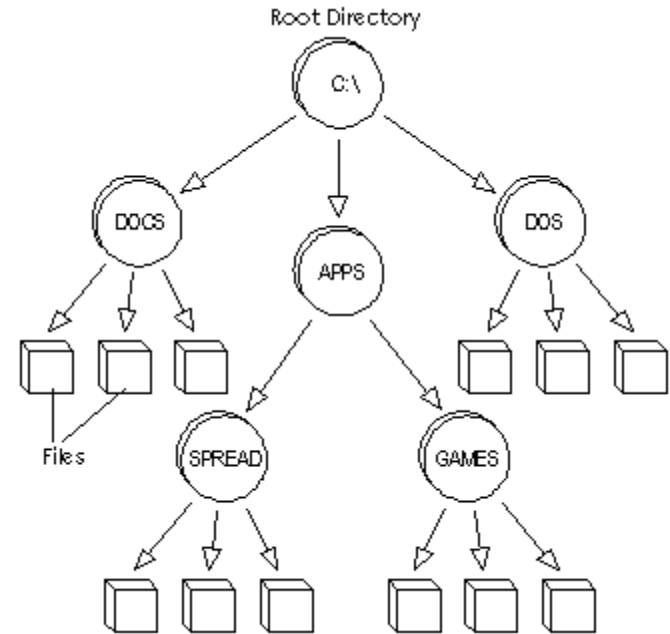 Root Directory
C:\
DOCS
DOS
APPS
Files
SPREAD
GAMES